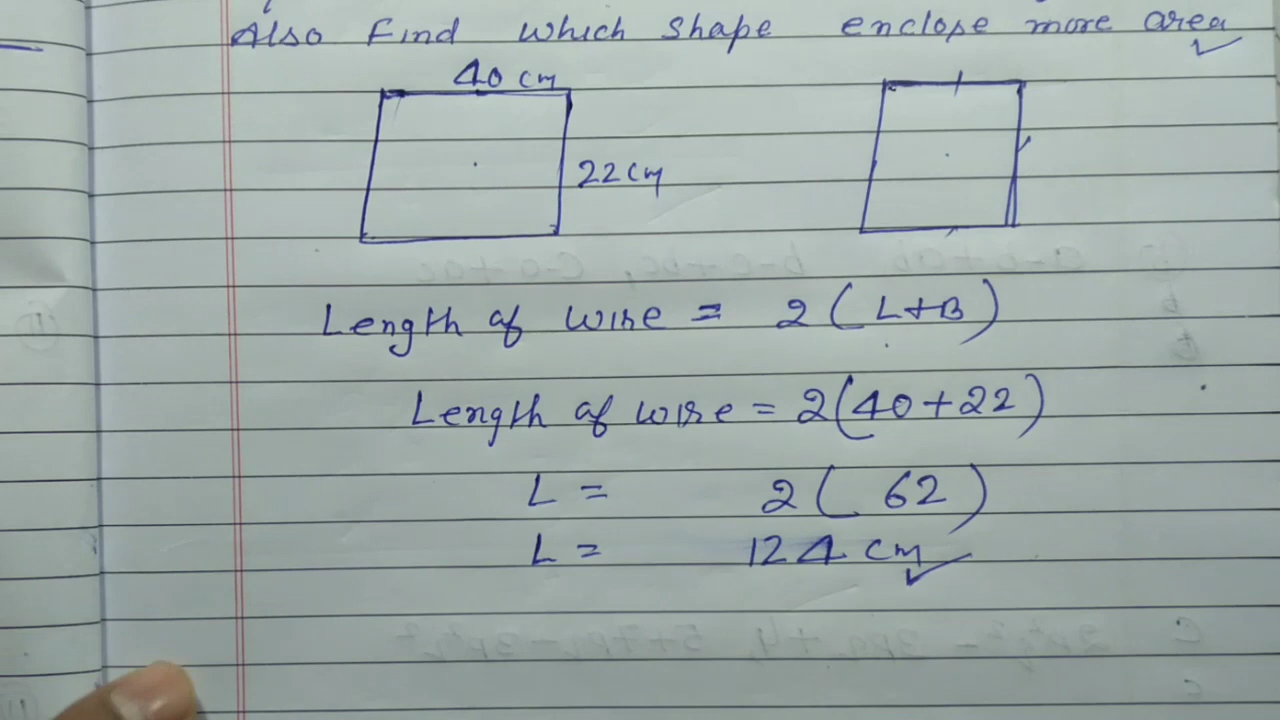 Also Find which shape enclose more area
40 cm
22 cm
Length of wire = 2 ( L+B )
Length of wire = 2(40+22)
L = 2 ( 62 )
L = 124 cm